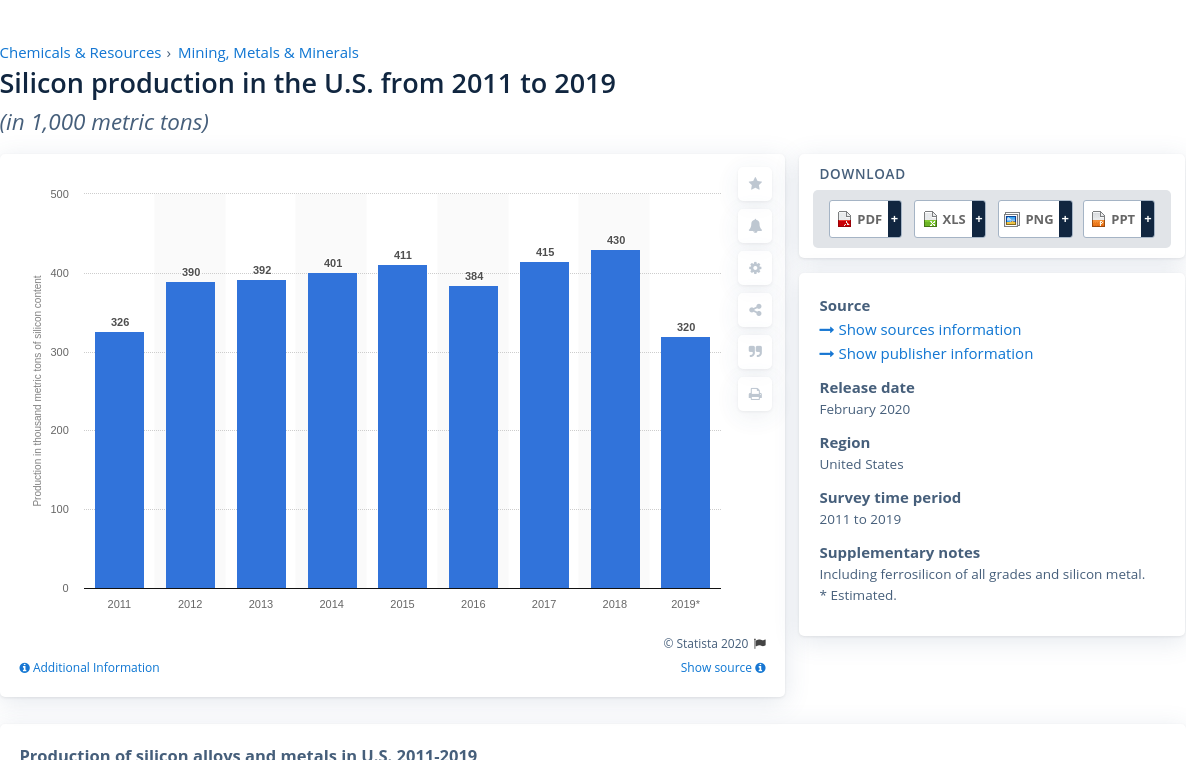 Chemicals & Resources › Mining, Metals & Minerals
Silicon production in the U.S. from 2011 to 2019
(in 1,000 metric tons)
Production in thousand metric tons of silicon content
500
400
300
200
100
0
326
390
392
401
411
384
415
430
320
2011 2012 2013 2014 2015 2016 2017 2018 2019*
© Statista 2020
Additional Information
Show source
DOWNLOAD
PDF + XLS + PNG + PPT +
Source
Show sources information
Show publisher information
Release date
February 2020
Region
United States
Survey time period
2011 to 2019
Supplementary notes
Including ferrosilicon of all grades and silicon metal.
* Estimated.
Production of silicon alloys and metals in U.S. 2011-2019